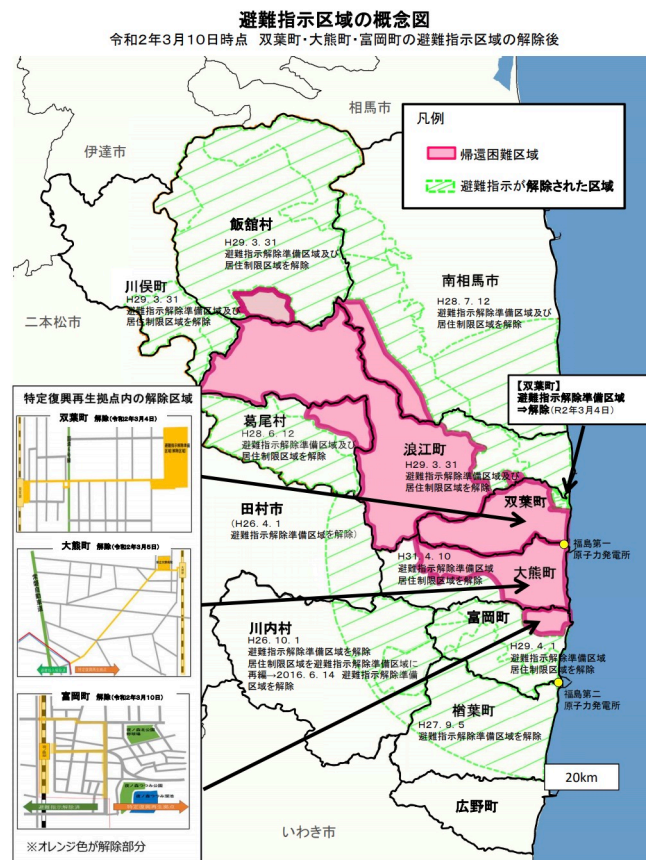 避難指示区域の概念図
令和2年3月10日時点　双葉町・大熊町・富岡町の避難指示区域の解除後
凡例
帰還困難区域
避難指示が解除された区域
相馬市
伊達市
飯舘村
H29. 3. 31
避難指示解除準備区域及び
居住制限区域を解除
川俣町
H29. 3. 31
避難指示解除準備区域及び
居住制限区域を解除
二本松市
南相馬市
H28. 7. 12
避難指示解除準備区域及び
居住制限区域を解除
【双葉町】
避難指示解除準備区域
⇒解除（R2年3月4日）
葛尾村
H28. 6. 12
避難指示解除準備区域及び
居住制限区域を解除
浪江町
H29. 3. 31
避難指示解除準備区域及び
居住制限区域を解除
双葉町
福島第一
原子力発電所
田村市
（H26. 4. 1
避難指示解除準備区域を解除）
H31. 4. 10
避難指示解除準備区域
居住制限区域を解除
大熊町
川内村
H26. 10. 1
避難指示解除準備区域を解除
居住制限区域を避難指示解除準備区域に
再編→2016. 6. 14　避難指示解除準備
区域を解除
富岡町
H29. 4. 1
避難指示解除準備区域
居住制限区域を解除
福島第二
原子力発電所
楢葉町
H27. 9. 5
避難指示解除準備区域を解除
広野町
いわき市
20km
特定復興再生拠点内の解除区域
双葉町　解除（令和2年3月4日）
大熊町　解除（令和2年3月5日）
常磐自動車道
富岡町　解除（令和2年3月10日）
※オレンジ色が解除部分